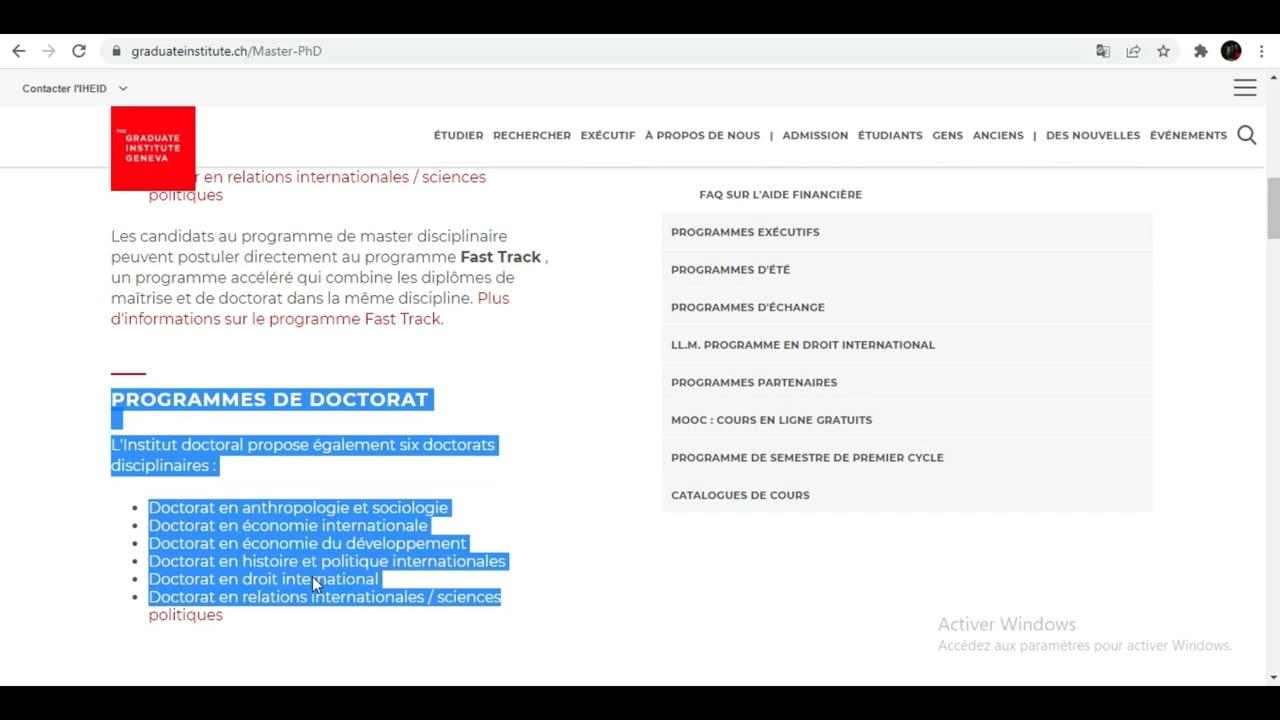 graduateinstitute.ch/Master-PhD
Contacter l'IHEID
THE
GRADUATE
INSTITUTE
GENEVA
ÉTUDIER RECHERCHER EXÉCUTIF À PROPOS DE NOUS | ADMISSION ÉTUDIANTS GENS ANCIENS | DES NOUVELLES ÉVÉNEMENTS
en relations internationales / sciences
politiques
Les candidats au programme de master disciplinaire
peuvent postuler directement au programme Fast Track ,
un programme accéléré qui combine les diplômes de
maîtrise et de doctorat dans la même discipline. Plus
d'informations sur le programme Fast Track.
PROGRAMMES DE DOCTORAT
L'Institut doctoral propose également six doctorats
disciplinaires :
• Doctorat en anthropologie et sociologie
• Doctorat en économie internationale
• Doctorat en économie du développement
• Doctorat en histoire et politique internationales
• Doctorat en droit international
• Doctorat en relations internationales / sciences
politiques
FAQ SUR L'AIDE FINANCIÈRE
PROGRAMMES EXÉCUTIFS
PROGRAMMES D'ÉTÉ
PROGRAMMES D'ÉCHANGE
LL.M. PROGRAMME EN DROIT INTERNATIONAL
PROGRAMMES PARTENAIRES
MOOC : COURS EN LIGNE GRATUITS
PROGRAMME DE SEMESTRE DE PREMIER CYCLE
CATALOGUES DE COURS
Activer Windows
Accédez aux paramètres pour activer Windows.